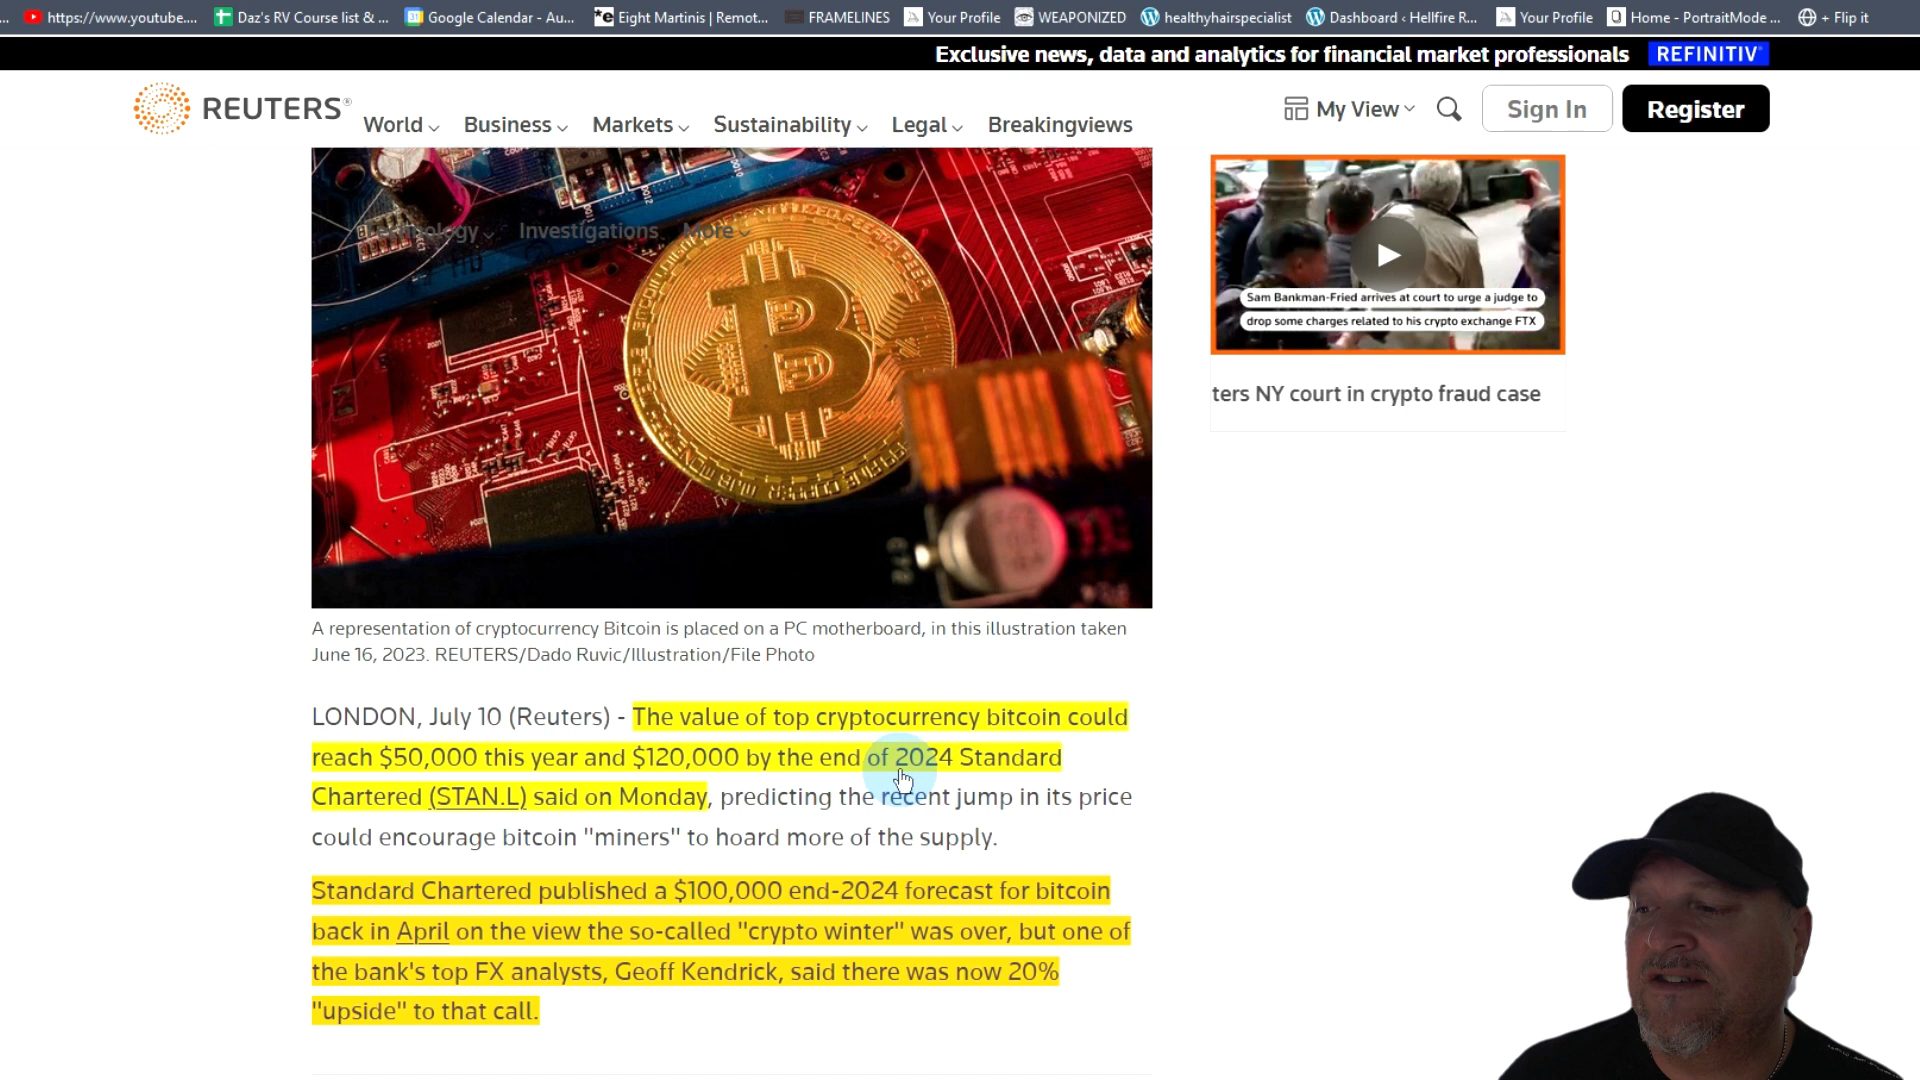 https://www.youtube.... Daz's RV Course list & ... Google Calendar - Au... Eight Martinis | Remot... FRAMELINES Your Profile WEAPONIZED healthyhairspecialist Dashboard ‹ Hellfire R... Your Profile Home - PortraitMode ... + Flip it
Exclusive news, data and analytics for financial market professionals REFINITIV
REUTERS® World Business Markets Sustainability Legal Breakingviews My View Sign In Register
Technology Investigations More
Sam Bankman-Fried arrives at court to urge a judge to
drop some charges related to his crypto exchange FTX
ters NY court in crypto fraud case
A representation of cryptocurrency Bitcoin is placed on a PC motherboard, in this illustration taken
June 16, 2023. REUTERS/Dado Ruvic/Illustration/File Photo
LONDON, July 10 (Reuters) - The value of top cryptocurrency bitcoin could
reach $50,000 this year and $120,000 by the end of 2024 Standard
Chartered (STAN.L) said on Monday, predicting the recent jump in its price
could encourage bitcoin "miners" to hoard more of the supply.
Standard Chartered published a $100,000 end-2024 forecast for bitcoin
back in April on the view the so-called "crypto winter" was over, but one of
the bank's top FX analysts, Geoff Kendrick, said there was now 20%
"upside" to that call.